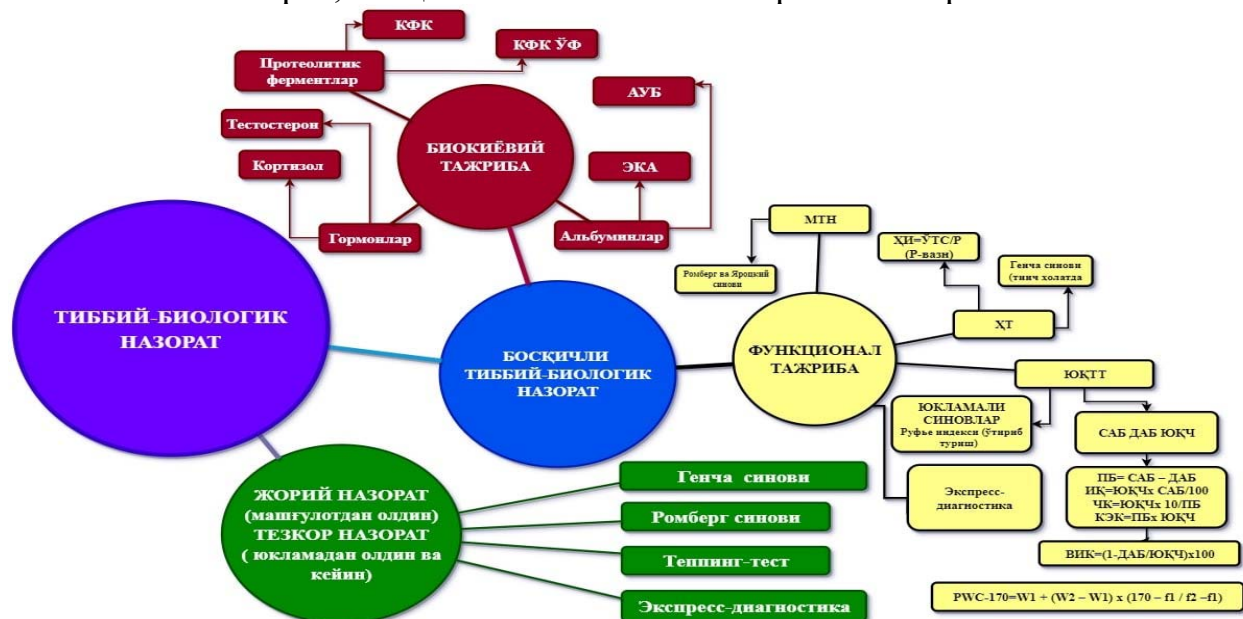 КФК
КФК ЎФ
Протеолитик
ферментлар
АУБ
Тестостерон
БИОКИЁВИЙ
ТАЖРИБА
Кортизол
ЭКА
Гормонлар
Альбуминлар
МТН
Ромберг ва Яроцкий
синови
ҲИ=ЎТС/Р
(Р-вазн)
Генча синови
(тинч холатда
ҲТ
ТИББИЙ-БИОЛОГИК
НАЗОРАТ
БОСҚИЧЛИ
ТИББИЙ-БИОЛОГИК
НАЗОРАТ
ФУНКЦИОНАЛ
ТАЖРИБА
ЮҚТТ
ЮКЛАМАЛИ
СИНОВЛАР
Руфье индекси (ўтириб
туриш)
САБ ДАБ ЮҚЧ
Экспресс-
диагностика
ПБ= САБ – ДАБ
ИҚ=ЮҚЧx САБ/100
ЧК=ЮҚЧx 10/ПБ
КЭК=ПБx ЮҚЧ
ВИК=(1-ДАБ/ЮҚЧ)x100
PWC-170=W1 + (W2 – W1) x (170 – f1 / f2 –f1)
ЖОРИЙ НАЗОРАТ
(машғулотдан олдин)
ТЕЗКОР НАЗОРАТ
( юкламадан олдин ва
кейин)
Генча синови
Ромберг синови
Теппинг-тест
Экспресс-диагностика